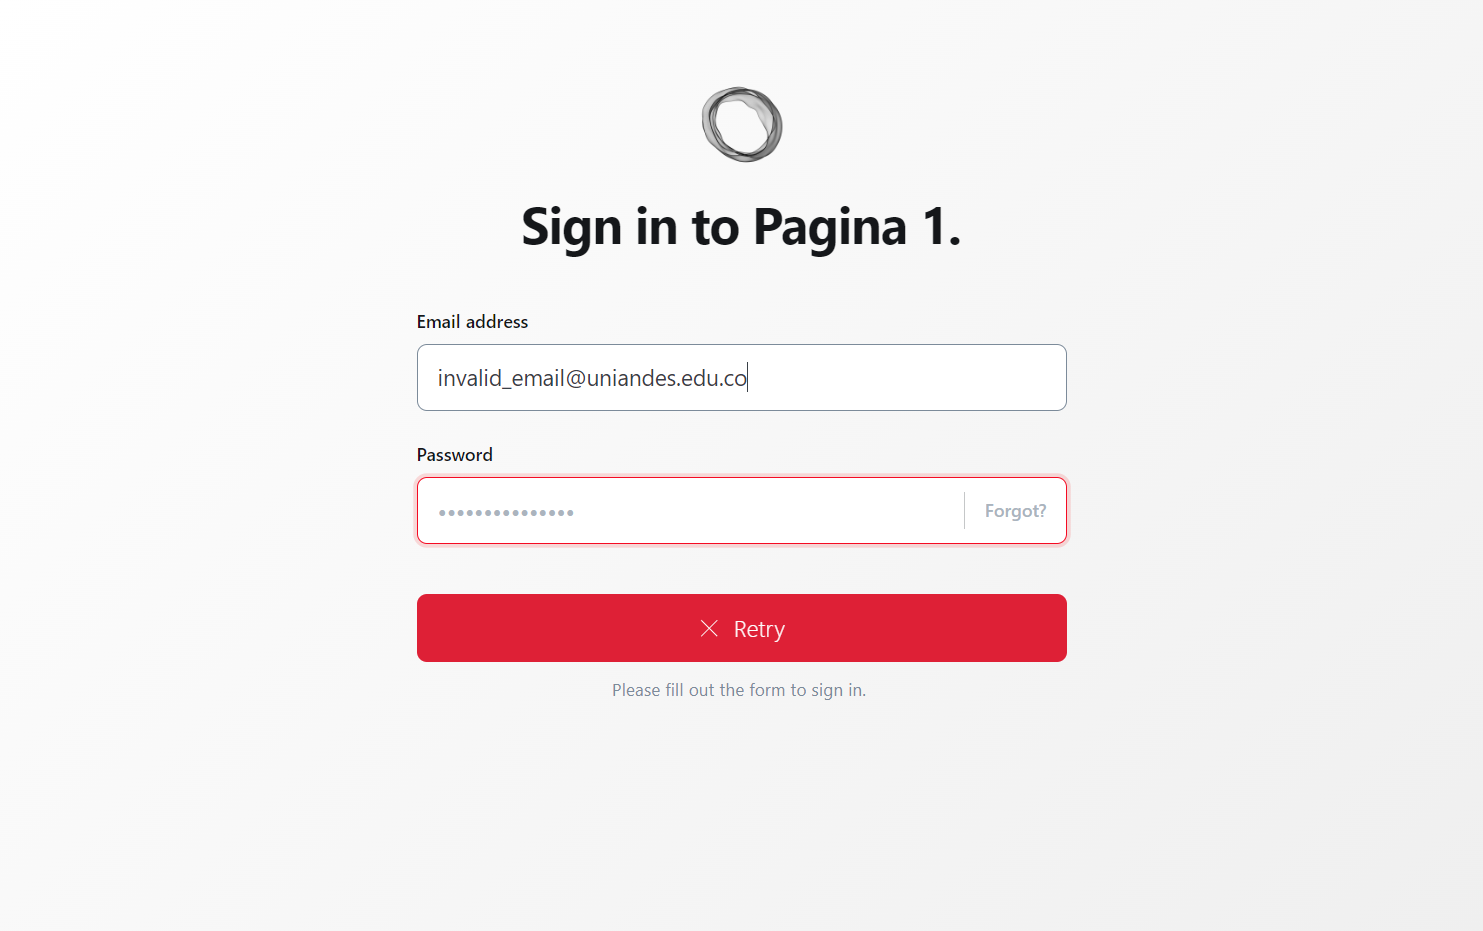 Sign in to Pagina 1.
Email address
invalid_email@uniandes.edu.co
Password
••••••••••••••• Forgot?
Retry
Please fill out the form to sign in.